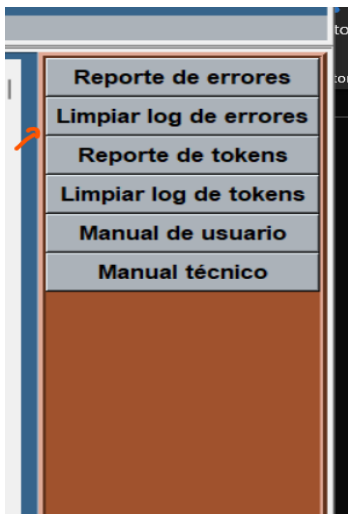 to
Reporte de errores
Limpiar log de errores
Reporte de tokens
Limpiar log de tokens
Manual de usuario
Manual técnico